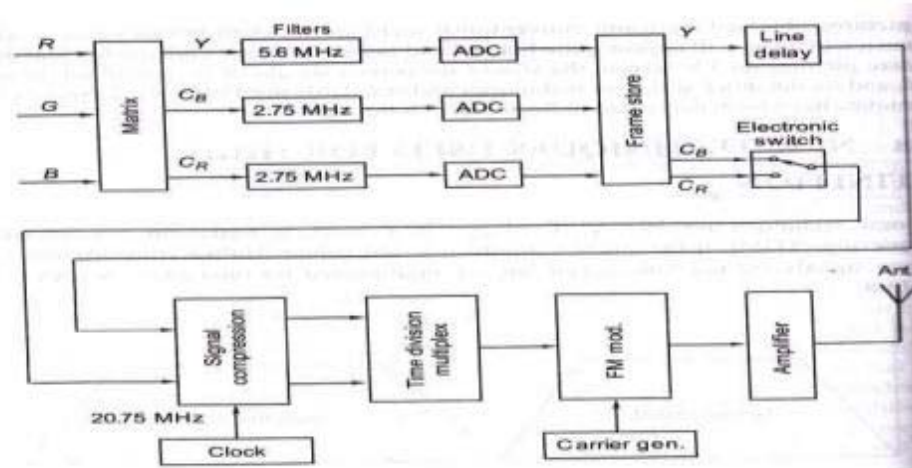 Filters
R
Y
5.6 MHz
ADC
Y
Line
delay
G
Matrix
C_B
2.75 MHz
ADC
Frame store
Electronic
switch
C_B
B
C_R
2.75 MHz
ADC
C_R
Ant.
Signal
compression
Time division
multiplex
FM mod.
Amplifier
20.75 MHz
Clock
Carrier gen.